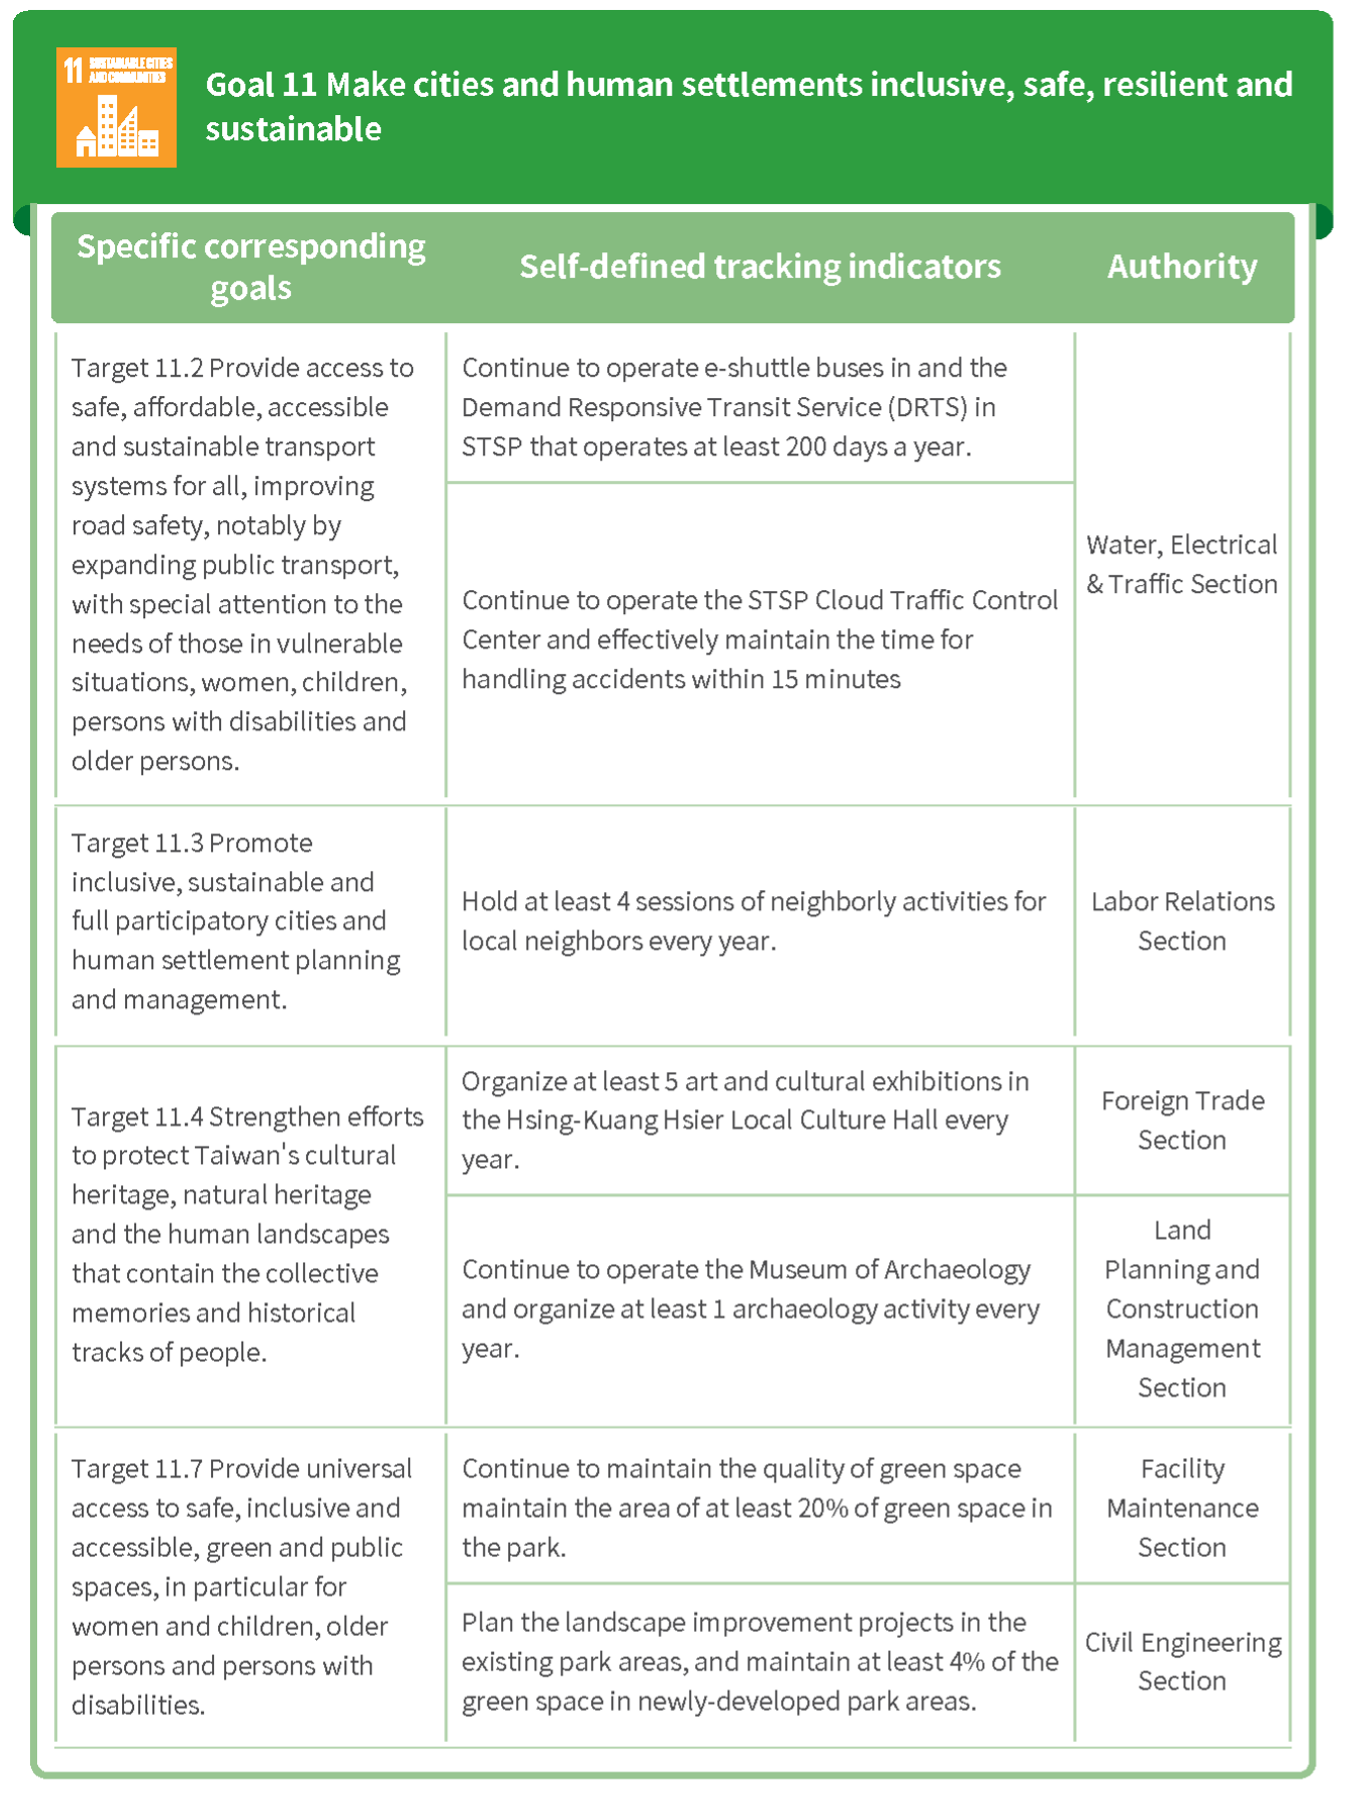 11 SUSTAINABLE CITIES
AND COMMUNITIES
Goal 11 Make cities and human settlements inclusive, safe, resilient and
sustainable
Specific corresponding
goals
Self-defined tracking indicators
Authority
Target 11.2 Provide access to
safe, affordable, accessible
and sustainable transport
systems for all, improving
road safety, notably by
expanding public transport,
with special attention to the
needs of those in vulnerable
situations, women, children,
persons with disabilities and
older persons.
Continue to operate e-shuttle buses in and the
Demand Responsive Transit Service (DRTS) in
STSP that operates at least 200 days a year.
Continue to operate the STSP Cloud Traffic Control
Center and effectively maintain the time for
handling accidents within 15 minutes
Water, Electrical
& Traffic Section
Target 11.3 Promote
inclusive, sustainable and
full participatory cities and
human settlement planning
and management.
Hold at least 4 sessions of neighborly activities for
local neighbors every year.
Labor Relations
Section
Target 11.4 Strengthen efforts
to protect Taiwan's cultural
heritage, natural heritage
and the human landscapes
that contain the collective
memories and historical
tracks of people.
Organize at least 5 art and cultural exhibitions in
the Hsing-Kuang Hsier Local Culture Hall every
year.
Foreign Trade
Section
Continue to operate the Museum of Archaeology
and organize at least 1 archaeology activity every
year.
Land
Planning and
Construction
Management
Section
Target 11.7 Provide universal
access to safe, inclusive and
accessible, green and public
spaces, in particular for
women and children, older
persons and persons with
disabilities.
Continue to maintain the quality of green space
maintain the area of at least 20% of green space in
the park.
Facility
Maintenance
Section
Plan the landscape improvement projects in the
existing park areas, and maintain at least 4% of the
green space in newly-developed park areas.
Civil Engineering
Section